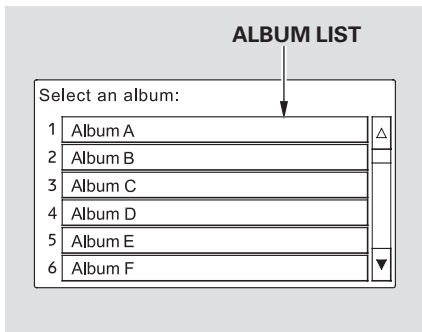 ALBUM LIST
Select an album:
1 Album A
2 Album B
3 Album C
4 Album D
5 Album E
6 Album F